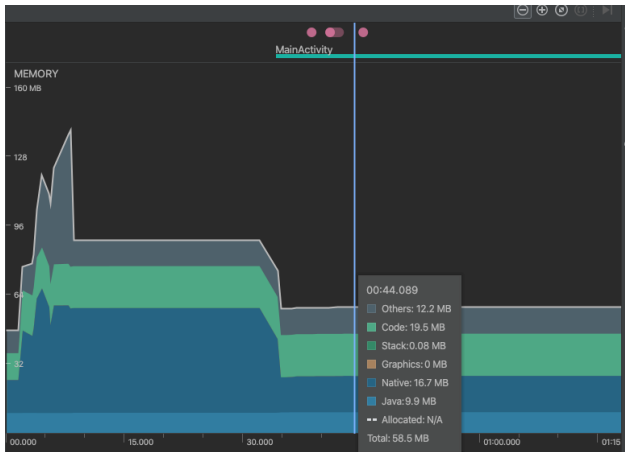 MainActivity
MEMORY
160 MB
128
96
64
32
00:44.089
Others: 12.2 MB
Code: 19.5 MB
Stack:0.08 MB
Graphics: 0 MB
Native: 16.7 MB
Java:9.9 MB
Allocated: N/A
Total: 58.5 MB
00.000
15.000
30.000
01:00.000
01:15